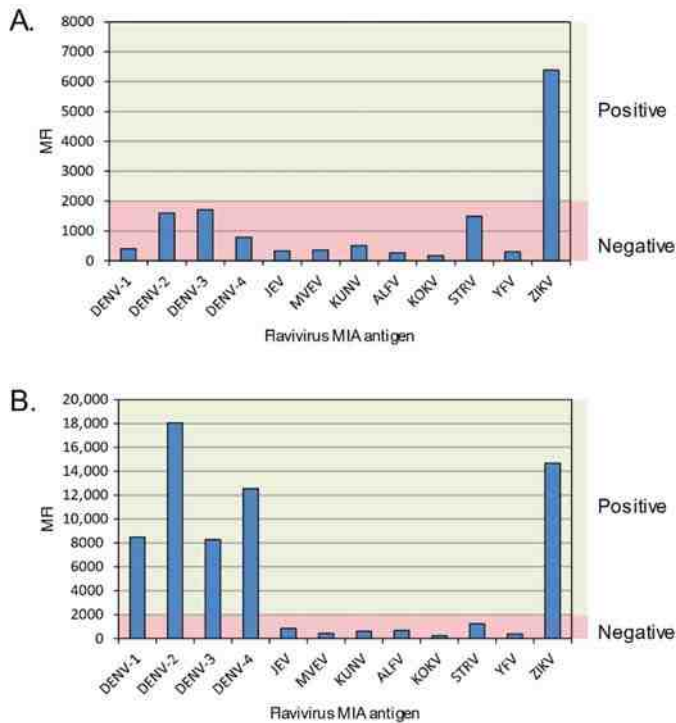 A.
8000
7000
6000
5000
4000
3000
2000
1000
0
MFI
Positive
Negative
DENV-1 DENV-2 DENV-3 DENV-4 JEV MVEV KUNV ALFV KOKV STRV YFV ZIKV
Flavivirus MIA antigen
B.
20,000
18,000
16,000
14,000
12,000
10,000
8000
6000
4000
2000
0
MFI
Positive
Negative
DENV-1 DENV-2 DENV-3 DENV-4 JEV MVEV KUNV ALFV KOKV STRV YFV ZIKV
Flavivirus MIA antigen